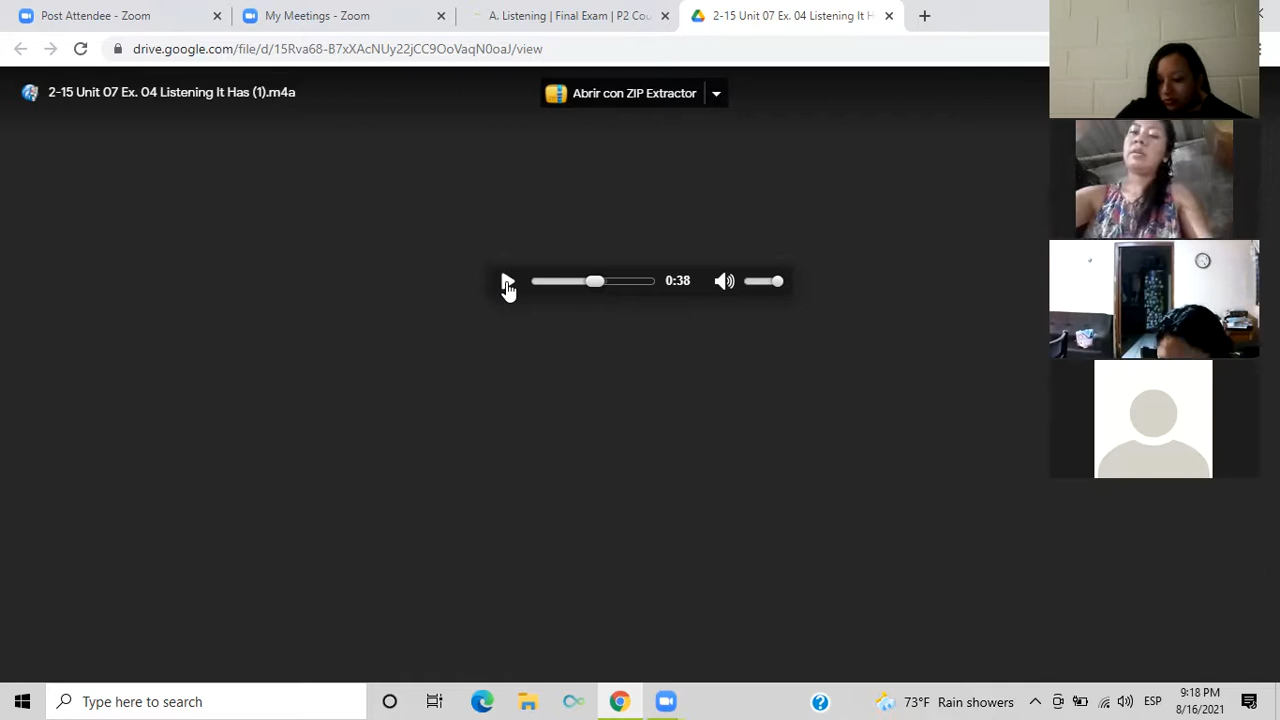 Post Attendee - Zoom
My Meetings - Zoom
A. Listening | Final Exam | P2 Cou
2-15 Unit 07 Ex. 04 Listening It H
drive.google.com/file/d/15Rva68-B7xXAcNUy22jCC9OoVaqN0oaJ/view
2-15 Unit 07 Ex. 04 Listening It Has (1).m4a
Abrir con ZIP Extractor
0:38
Type here to search
73°F Rain showers
ESP
9:18 PM
8/16/2021